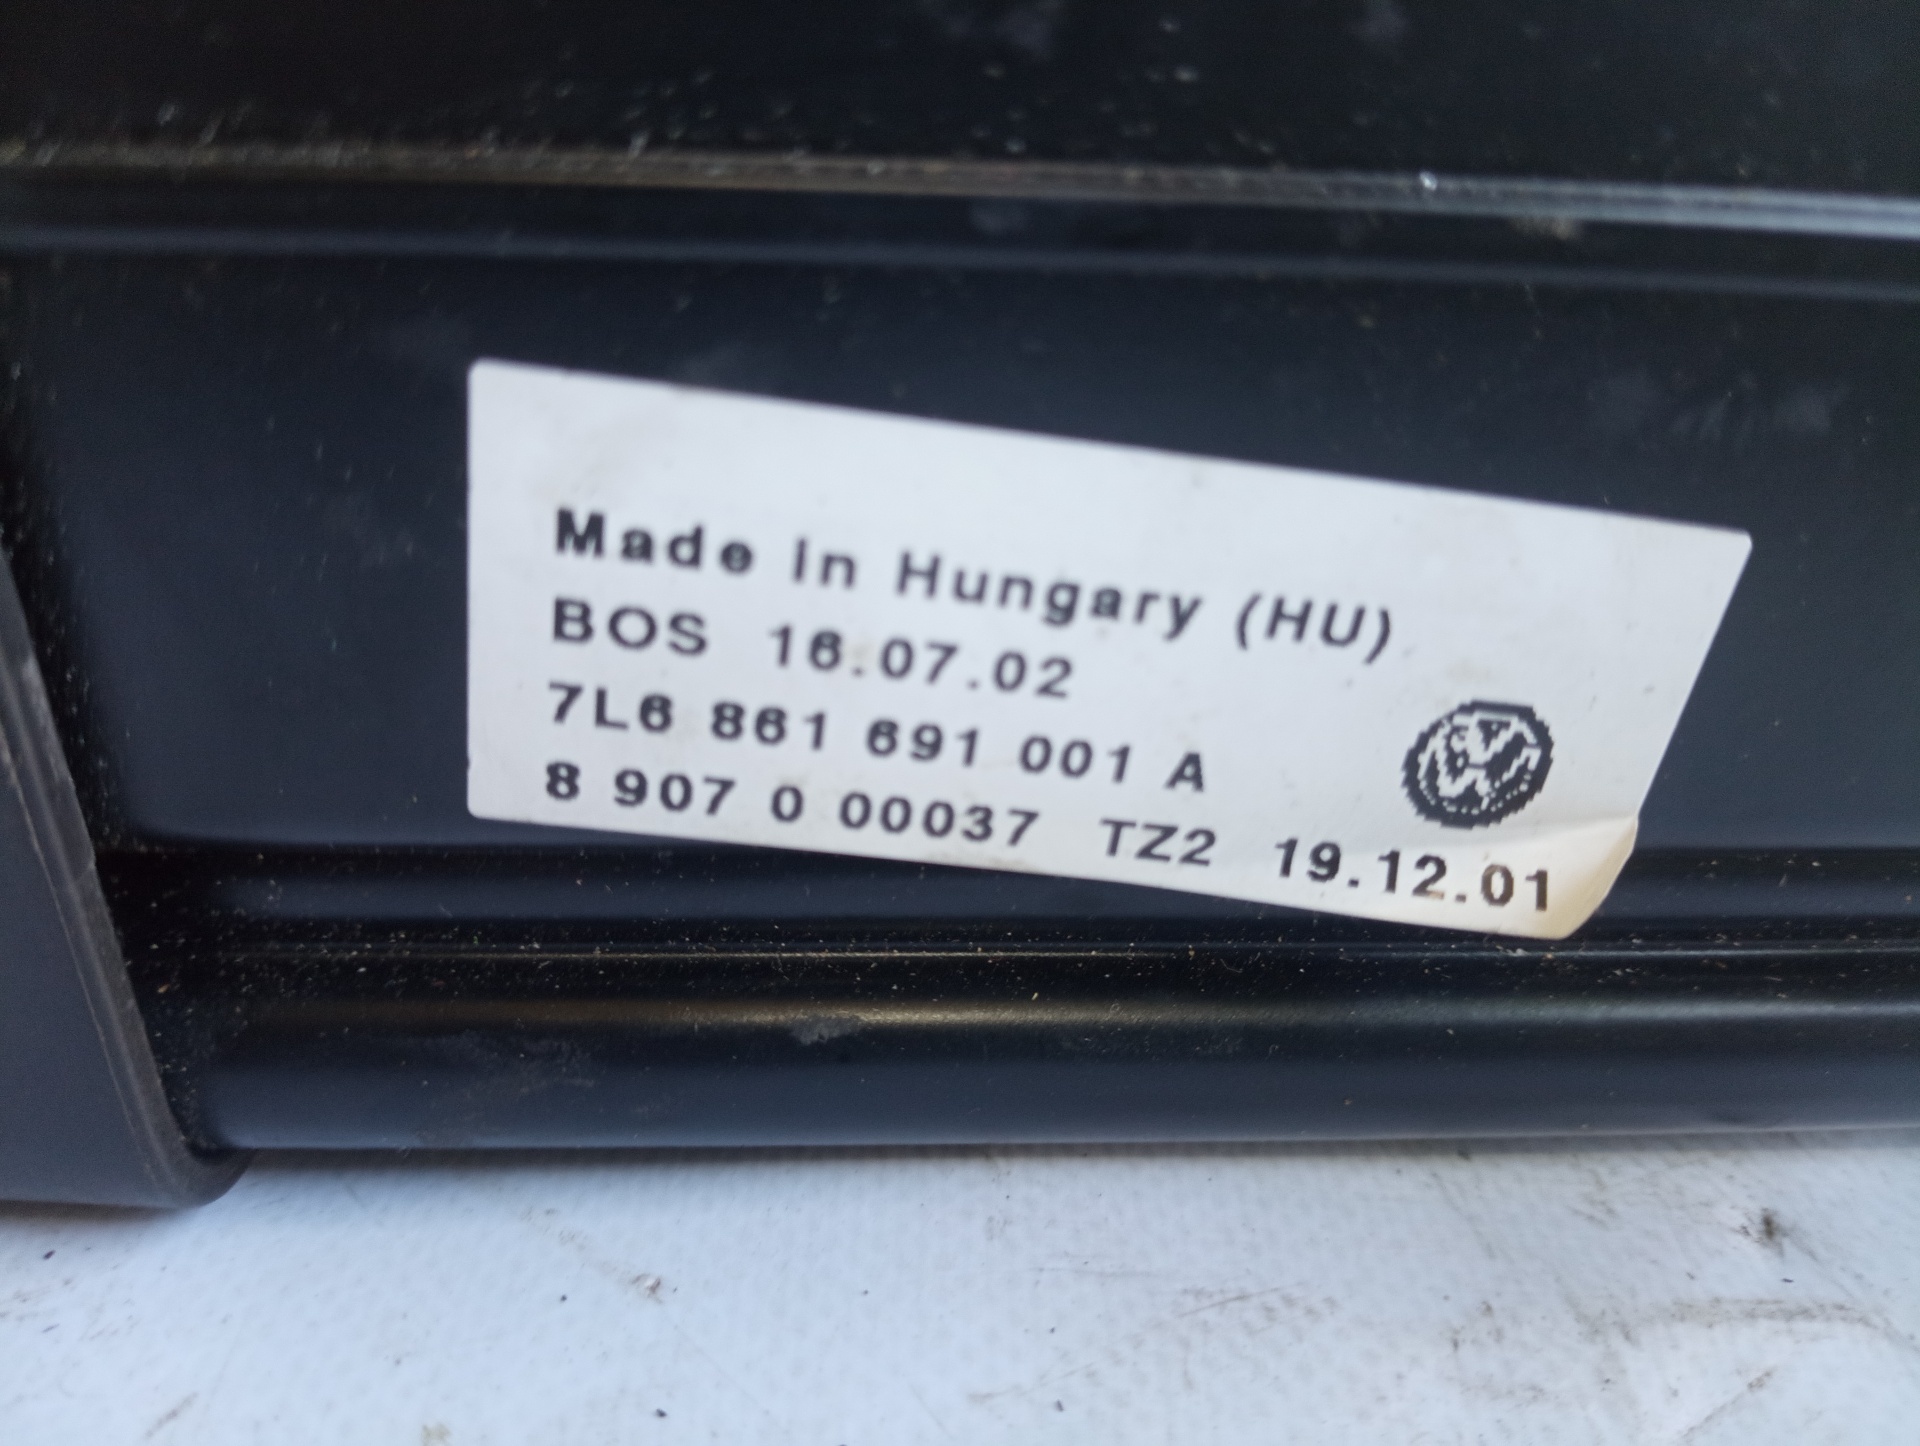 Made in Hungary (HU)
BOS 16.07.02
7L6 861 691 001 A
8 907 0 00037 TZ2 19.12.01